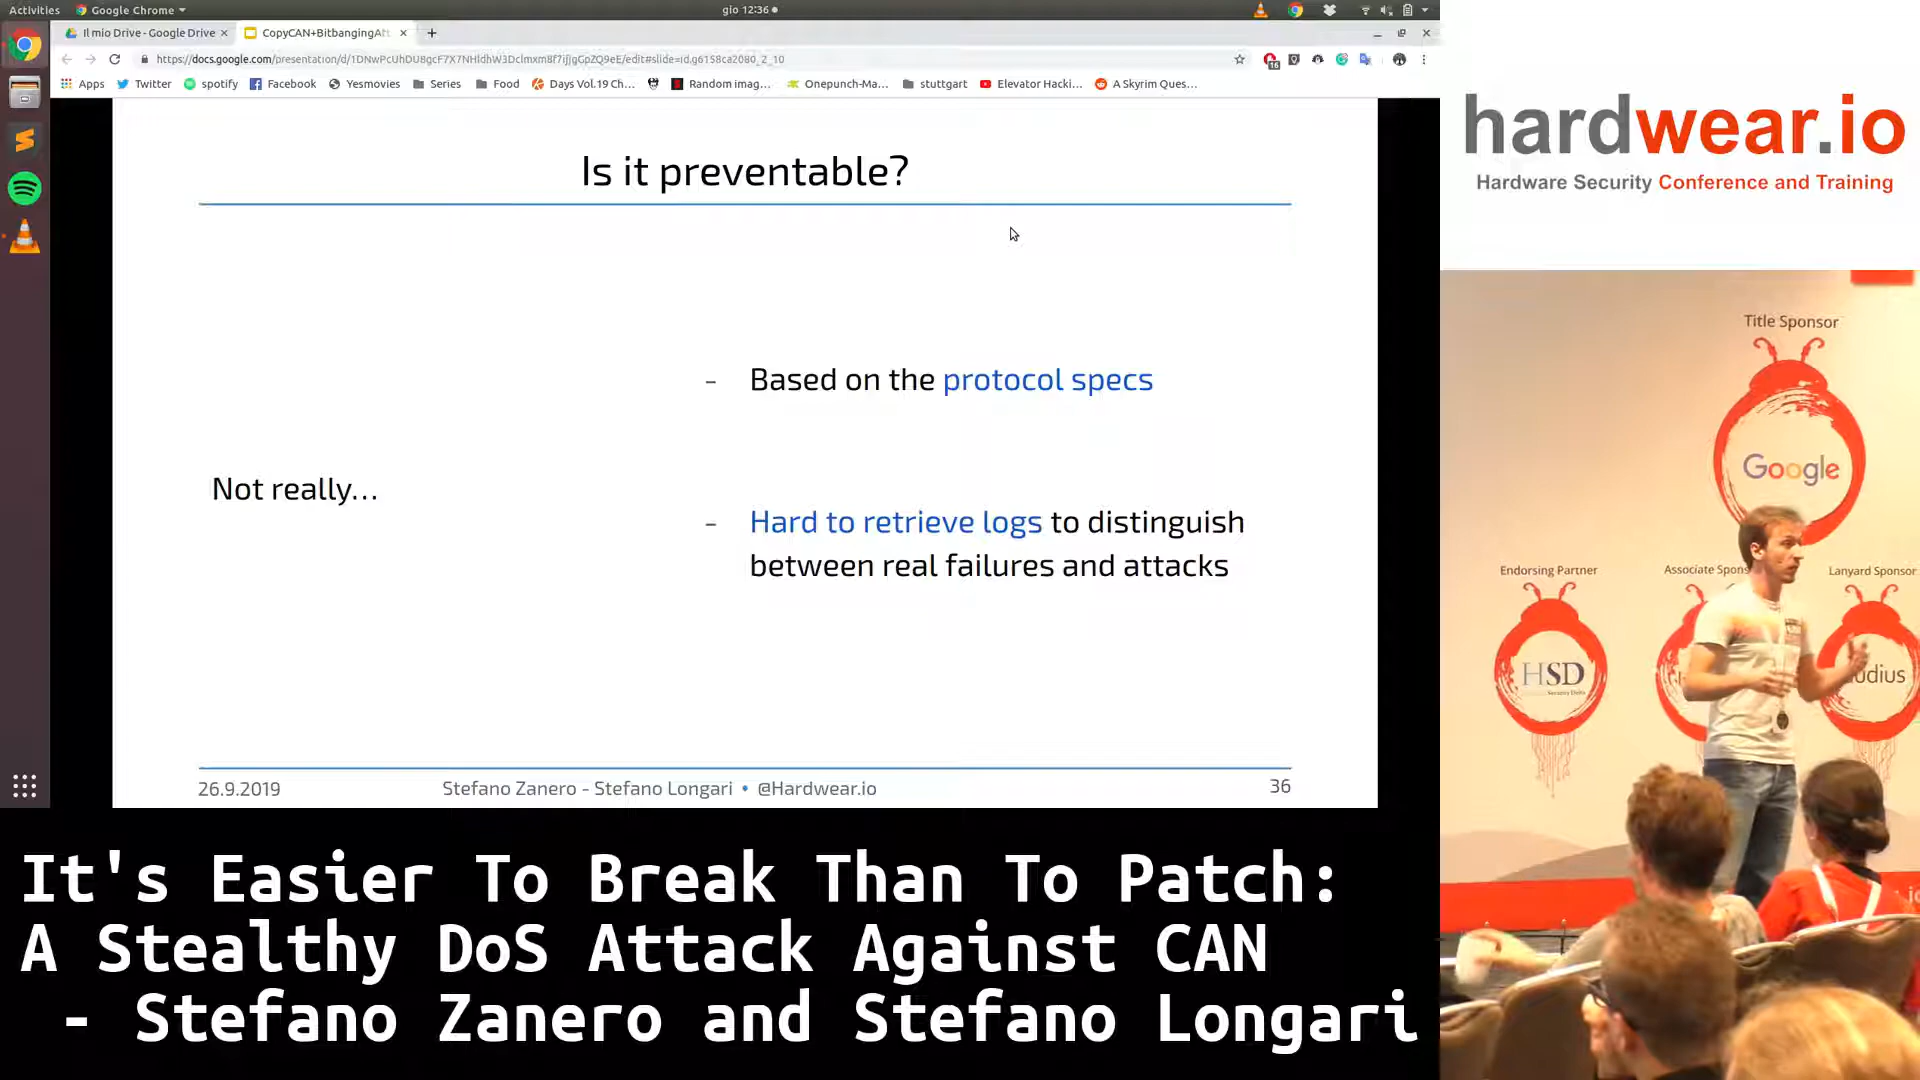 Activities
Google Chrome
gio 12:36
Il mio Drive - Google Drive
CopyCAN+BitbangingAt
Apps
Twitter
spotify
Facebook
Yesmovies
Series
Food
Days Vol.19 Ch...
Random imag...
Onepunch-Ma...
stuttgart
Elevator Hacki...
A Skyrim Ques...
Is it preventable?
Not really...
- Based on the protocol specs
- Hard to retrieve logs to distinguish
between real failures and attacks
26.9.2019
Stefano Zanero - Stefano Longari • @Hardwear.io
36
hardwear.io
Hardware Security Conference and Training
Title Sponsor
Google
Endorsing Partner
HSD
Associate Spons
Lanyard Sponsor
udius
It's Easier To Break Than To Patch:
A Stealthy DoS Attack Against CAN
- Stefano Zanero and Stefano Longari